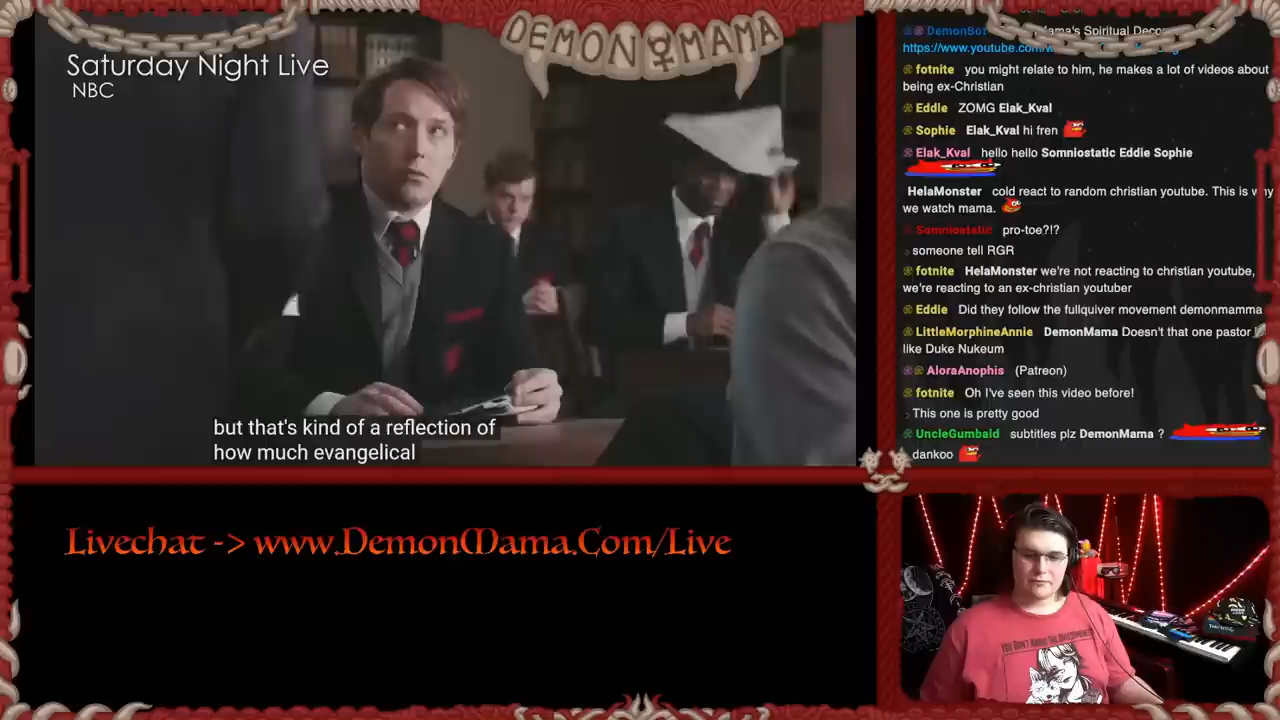 DEMON MAMA
Saturday Night Live
NBC
but that's kind of a reflection of
how much evangelical
Livechat -> www.DemonMama.Com/Live
DemonBot
https://www.youtube.com/
fotnite you might relate to him, he makes a lot of videos about
being ex-Christian
Eddie ZOMG Elak_Kval
Sophie Elak_Kval hi fren
Elak_Kval hello hello Somniostatic Eddie Sophie
HelaMonster cold react to random christian youtube. This is why
we watch mama.
Somniostatic pro-toe?!?
someone tell RGR
fotnite HelaMonster we're not reacting to christian youtube,
we're reacting to an ex-christian youtuber
Eddie Did they follow the fullquiver movement demonmamma
LittleMorphineAnnie DemonMama Doesn't that one pastor
like Duke Nukeum
AloraAnophis (Patreon)
fotnite Oh I've seen this video before!
This one is pretty good
UncleGumbald subtitles plz DemonMama ?
dankoo